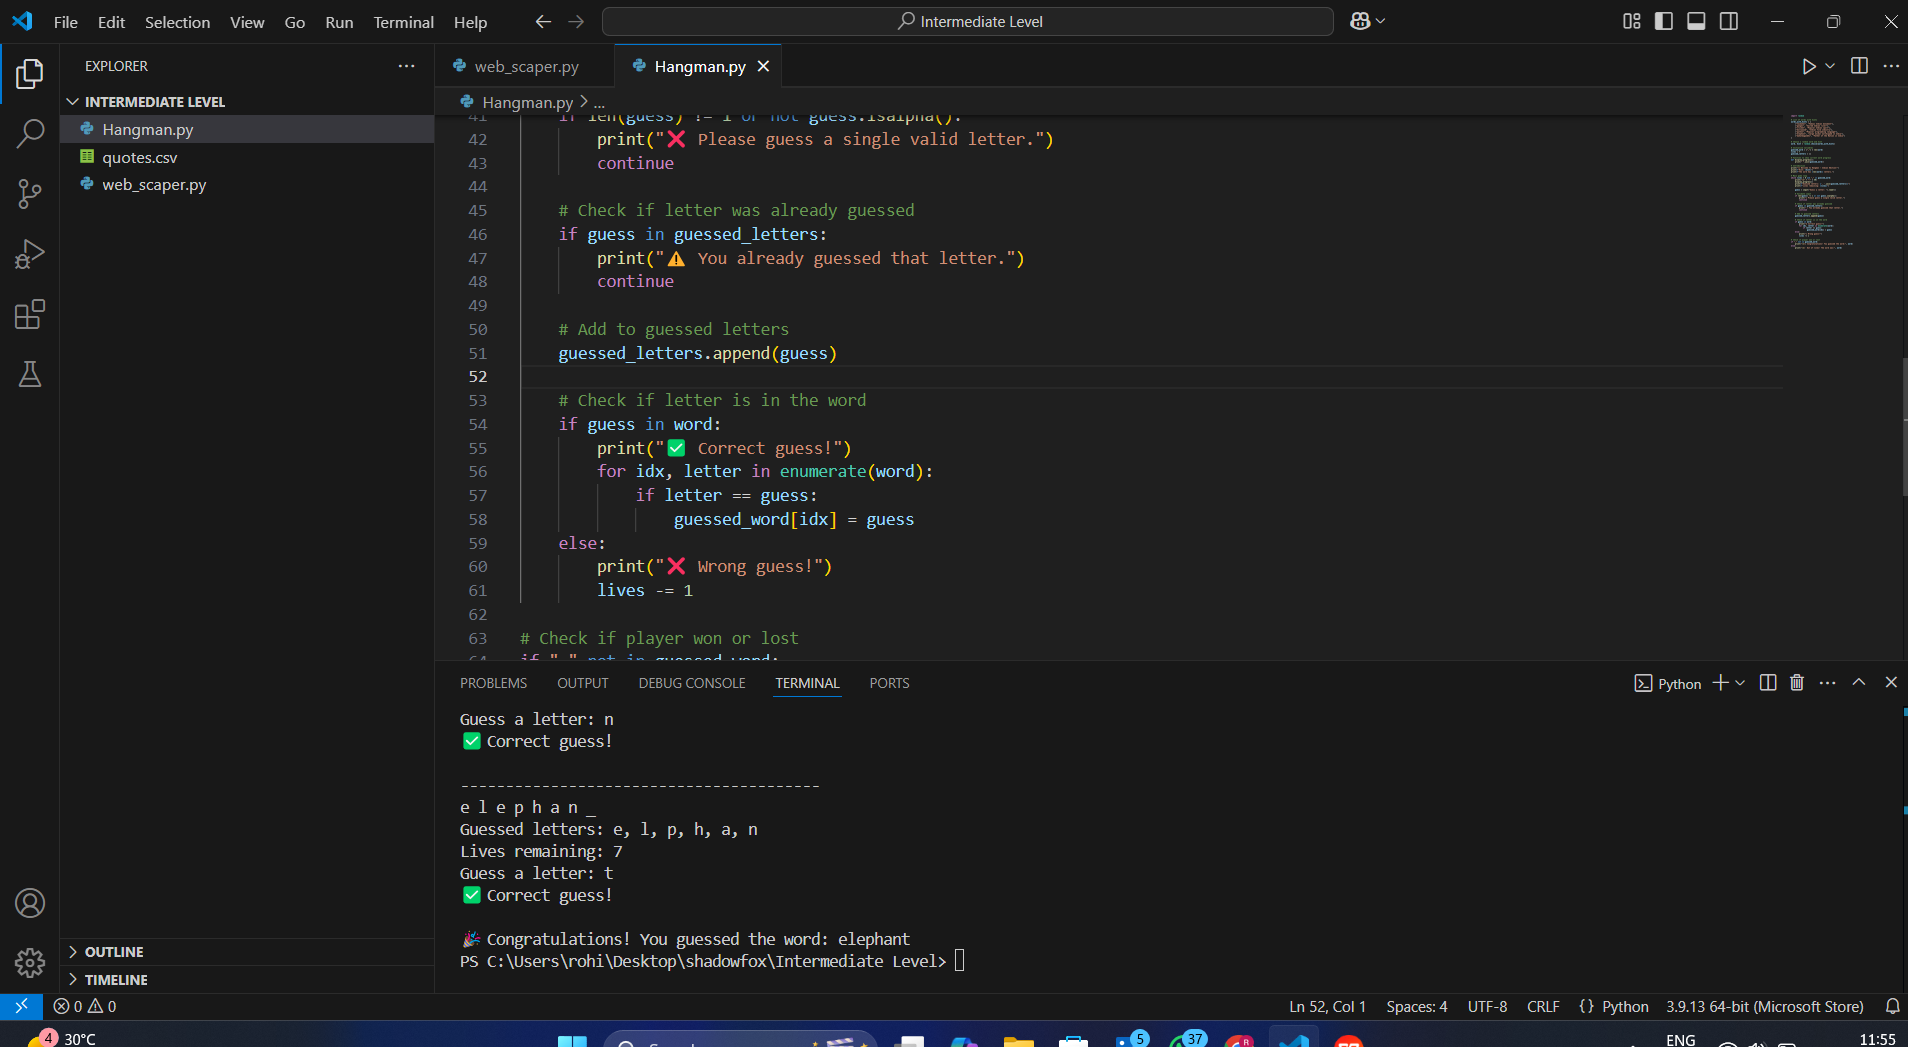 File Edit Selection View Go Run Terminal Help
Intermediate Level
EXPLORER
INTERMEDIATE LEVEL
Hangman.py
quotes.csv
web_scaper.py
OUTLINE
TIMELINE
web_scaper.py
Hangman.py
Hangman.py > ...
41 if len(guess) != 1 or not guess.isalpha():
42 print("❌ Please guess a single valid letter.")
43 continue
44
45 # Check if letter was already guessed
46 if guess in guessed_letters:
47 print("⚠️ You already guessed that letter.")
48 continue
49
50 # Add to guessed letters
51 guessed_letters.append(guess)
52
53 # Check if letter is in the word
54 if guess in word:
55 print("✅ Correct guess!")
56 for idx, letter in enumerate(word):
57 if letter == guess:
58 guessed_word[idx] = guess
59 else:
60 print("❌ Wrong guess!")
61 lives -= 1
62
63 # Check if player won or lost
64 if "_" not in guessed_word:
PROBLEMS OUTPUT DEBUG CONSOLE TERMINAL PORTS
Python
Guess a letter: n
✅ Correct guess!
----------------------------------------
e l e p h a n _
Guessed letters: e, l, p, h, a, n
Lives remaining: 7
Guess a letter: t
✅ Correct guess!
🎉 Congratulations! You guessed the word: elephant
PS C:\Users\rohi\Desktop\shadowfox\Intermediate Level>
0 0
Ln 52, Col 1 Spaces: 4 UTF-8 CRLF {} Python 3.9.13 64-bit (Microsoft Store)
4 30°C
5 37 R
ENG
11:55